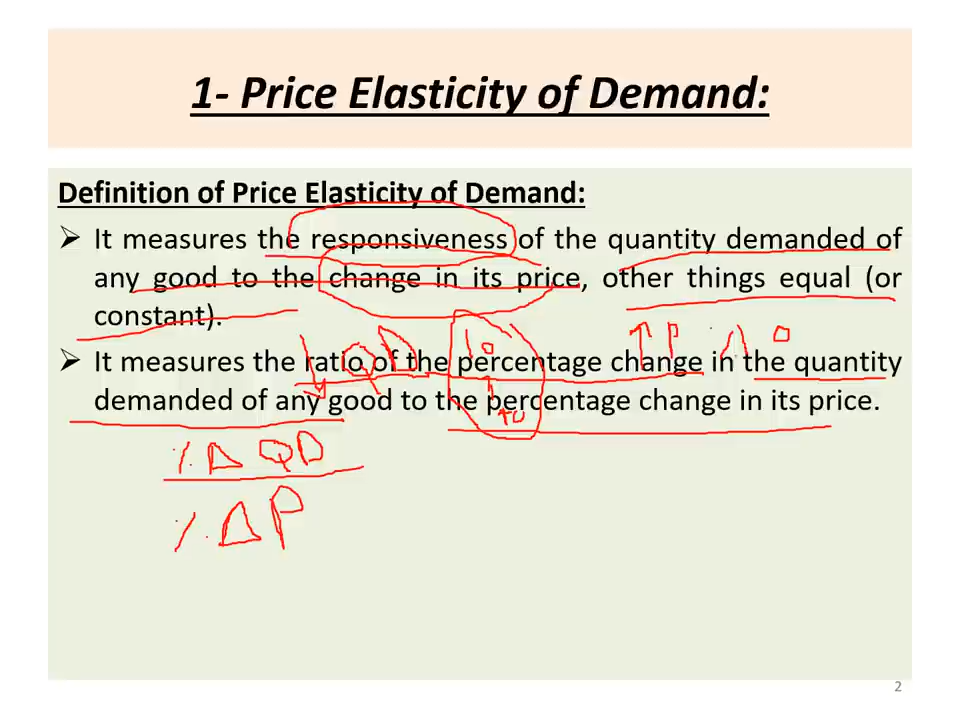 1- Price Elasticity of Demand:
Definition of Price Elasticity of Demand:
➢ It measures the responsiveness of the quantity demanded of
any good to the change in its price, other things equal (or
constant).
↑ P
↓ QD
➢ It measures the ratio of the percentage change in the quantity
demanded of any good to the percentage change in its price.
% Δ QD
% Δ P
2